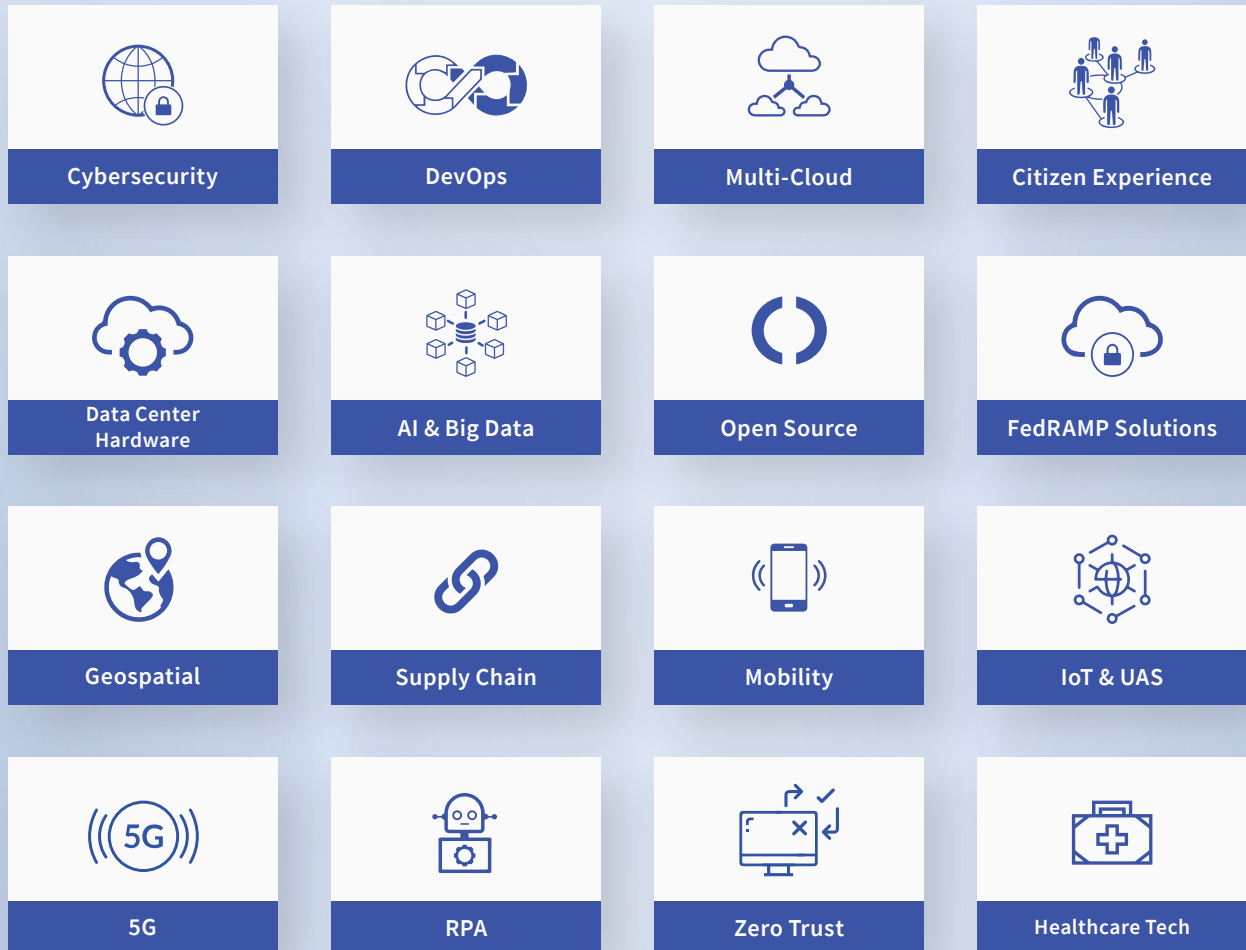 Cybersecurity
DevOps
Multi-Cloud
Citizen Experience
Data Center
Hardware
AI & Big Data
Open Source
FedRAMP Solutions
Geospatial
Supply Chain
Mobility
IoT & UAS
5G
5G
RPA
Zero Trust
Healthcare Tech